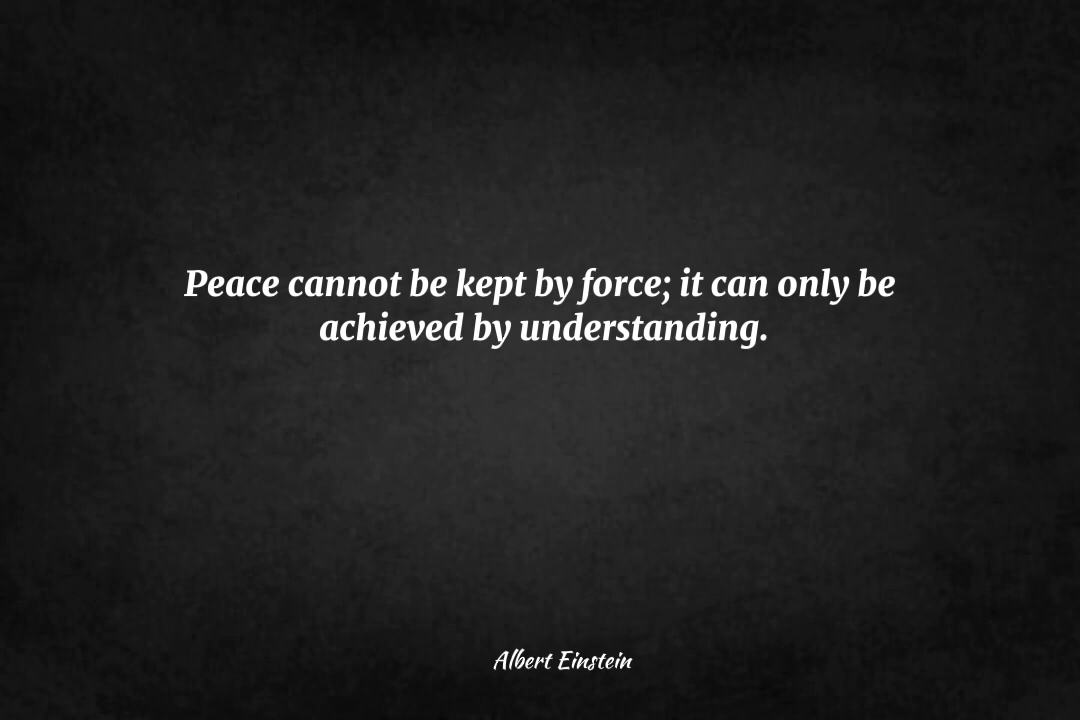 Peace cannot be kept by force; it can only be
achieved by understanding.
Albert Einstein